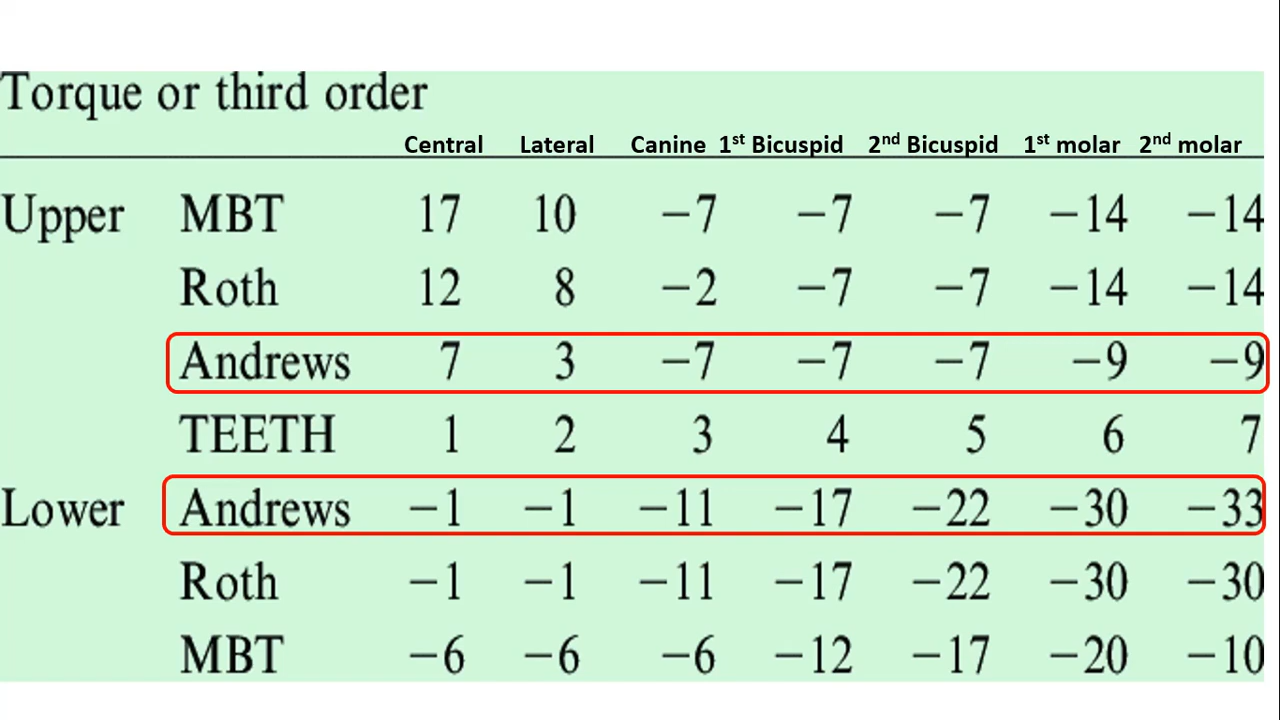 Torque or third order
Central Lateral Canine 1st Bicuspid 2nd Bicuspid 1st molar 2nd molar
Upper MBT 17 10 −7 −7 −7 −14 −14
Roth 12 8 −2 −7 −7 −14 −14
Andrews 7 3 −7 −7 −7 −9 −9
TEETH 1 2 3 4 5 6 7
Lower Andrews −1 −1 −11 −17 −22 −30 −33
Roth −1 −1 −11 −17 −22 −30 −30
MBT −6 −6 −6 −12 −17 −20 −10